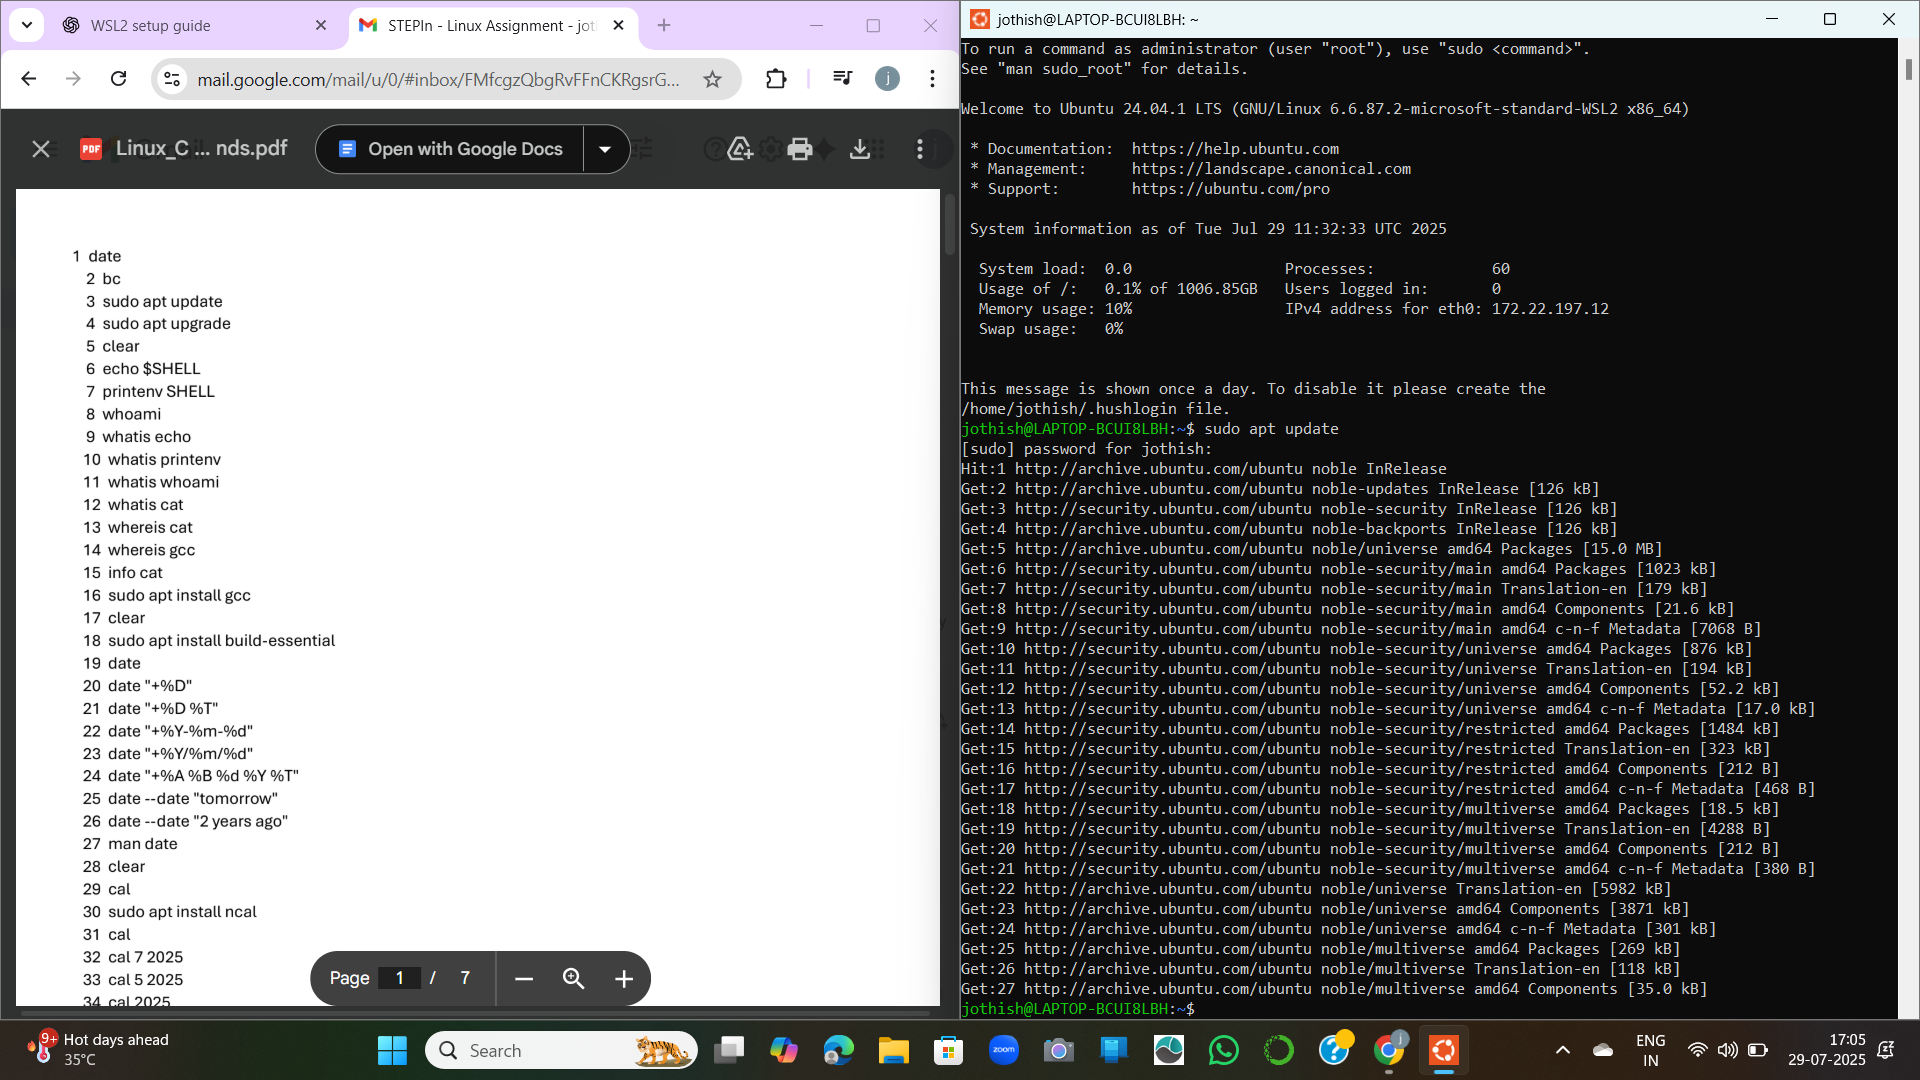 WSL2 setup guide
STEPIn - Linux Assignment - jot
mail.google.com/mail/u/0/#inbox/FMfcgzQbgRvFFnCKRgsrG...
j
PDF
Linux_C ... nds.pdf
Open with Google Docs
1 date
2 bc
3 sudo apt update
4 sudo apt upgrade
5 clear
6 echo $SHELL
7 printenv SHELL
8 whoami
9 whatis echo
10 whatis printenv
11 whatis whoami
12 whatis cat
13 whereis cat
14 whereis gcc
15 info cat
16 sudo apt install gcc
17 clear
18 sudo apt install build-essential
19 date
20 date "+%D"
21 date "+%D %T"
22 date "+%Y-%m-%d"
23 date "+%Y/%m/%d"
24 date "+%A %B %d %Y %T"
25 date --date "tomorrow"
26 date --date "2 years ago"
27 man date
28 clear
29 cal
30 sudo apt install ncal
31 cal
32 cal 7 2025
33 cal 5 2025
34 cal 2025
Page 1 / 7
jothish@LAPTOP-BCUI8LBH: ~
To run a command as administrator (user "root"), use "sudo <command>".
See "man sudo_root" for details.
Welcome to Ubuntu 24.04.1 LTS (GNU/Linux 6.6.87.2-microsoft-standard-WSL2 x86_64)
* Documentation: https://help.ubuntu.com
* Management: https://landscape.canonical.com
* Support: https://ubuntu.com/pro
System information as of Tue Jul 29 11:32:33 UTC 2025
System load: 0.0 Processes: 60
Usage of /: 0.1% of 1006.85GB Users logged in: 0
Memory usage: 10% IPv4 address for eth0: 172.22.197.12
Swap usage: 0%
This message is shown once a day. To disable it please create the
/home/jothish/.hushlogin file.
jothish@LAPTOP-BCUI8LBH:~$ sudo apt update
[sudo] password for jothish:
Hit:1 http://archive.ubuntu.com/ubuntu noble InRelease
Get:2 http://archive.ubuntu.com/ubuntu noble-updates InRelease [126 kB]
Get:3 http://security.ubuntu.com/ubuntu noble-security InRelease [126 kB]
Get:4 http://archive.ubuntu.com/ubuntu noble-backports InRelease [126 kB]
Get:5 http://archive.ubuntu.com/ubuntu noble/universe amd64 Packages [15.0 MB]
Get:6 http://security.ubuntu.com/ubuntu noble-security/main amd64 Packages [1023 kB]
Get:7 http://security.ubuntu.com/ubuntu noble-security/main Translation-en [179 kB]
Get:8 http://security.ubuntu.com/ubuntu noble-security/main amd64 Components [21.6 kB]
Get:9 http://security.ubuntu.com/ubuntu noble-security/main amd64 c-n-f Metadata [7068 B]
Get:10 http://security.ubuntu.com/ubuntu noble-security/universe amd64 Packages [876 kB]
Get:11 http://security.ubuntu.com/ubuntu noble-security/universe Translation-en [194 kB]
Get:12 http://security.ubuntu.com/ubuntu noble-security/universe amd64 Components [52.2 kB]
Get:13 http://security.ubuntu.com/ubuntu noble-security/universe amd64 c-n-f Metadata [17.0 kB]
Get:14 http://security.ubuntu.com/ubuntu noble-security/restricted amd64 Packages [1484 kB]
Get:15 http://security.ubuntu.com/ubuntu noble-security/restricted Translation-en [323 kB]
Get:16 http://security.ubuntu.com/ubuntu noble-security/restricted amd64 Components [212 B]
Get:17 http://security.ubuntu.com/ubuntu noble-security/restricted amd64 c-n-f Metadata [468 B]
Get:18 http://security.ubuntu.com/ubuntu noble-security/multiverse amd64 Packages [18.5 kB]
Get:19 http://security.ubuntu.com/ubuntu noble-security/multiverse Translation-en [4288 B]
Get:20 http://security.ubuntu.com/ubuntu noble-security/multiverse amd64 Components [212 B]
Get:21 http://security.ubuntu.com/ubuntu noble-security/multiverse amd64 c-n-f Metadata [380 B]
Get:22 http://archive.ubuntu.com/ubuntu noble/universe Translation-en [5982 kB]
Get:23 http://archive.ubuntu.com/ubuntu noble/universe amd64 Components [3871 kB]
Get:24 http://archive.ubuntu.com/ubuntu noble/universe amd64 c-n-f Metadata [301 kB]
Get:25 http://archive.ubuntu.com/ubuntu noble/multiverse amd64 Packages [269 kB]
Get:26 http://archive.ubuntu.com/ubuntu noble/multiverse Translation-en [118 kB]
Get:27 http://archive.ubuntu.com/ubuntu noble/multiverse amd64 Components [35.0 kB]
jothish@LAPTOP-BCUI8LBH:~$
9+
Hot days ahead
35°C
Search
zoom
j
ENG
IN
17:05
29-07-2025